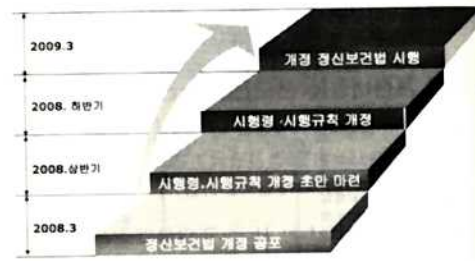 2009.3
개정 정신보건법 시행
2008. 하반기
시행령·시행규칙 개정
2008.상반기
시행령.시행규칙 개정 초안 마련
2008.3
정신보건법 개정 공포